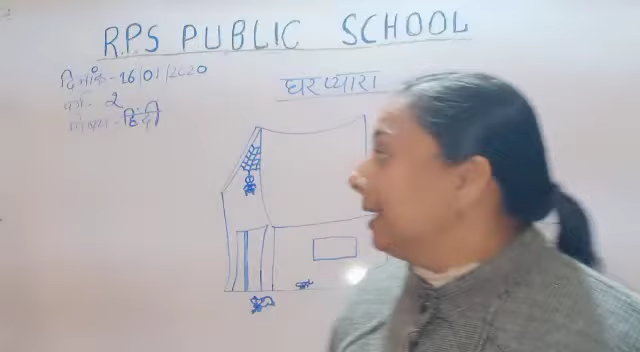 R.P.S PUBLIC SCHOOL
दिनांक-16/01/2020
घर प्यारा
कक्षा- 2
विषय-हिंदी